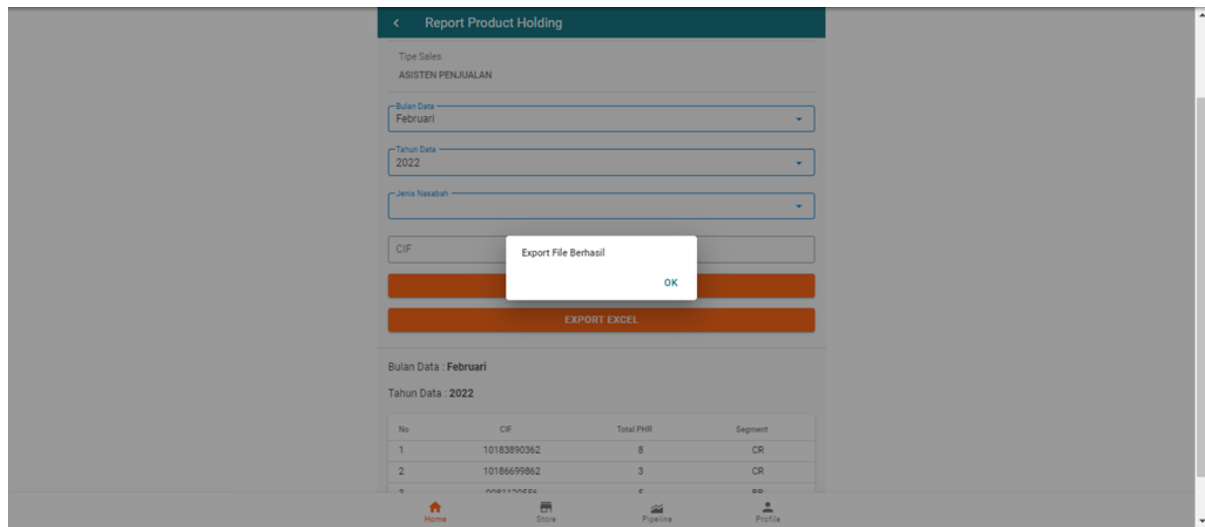 Report Product Holding
Tipe Sales
ASISTEN PENJUALAN
Bulan Data
Februari
Tahun Data
2022
Jenis Nasabah
CIF
Export File Berhasil
OK
EXPORT EXCEL
Bulan Data : Februari
Tahun Data : 2022
No CIF Total PHR Segment
1 10183890362 8 CR
2 10186699862 3 CR
Home Store Pipeline Profile